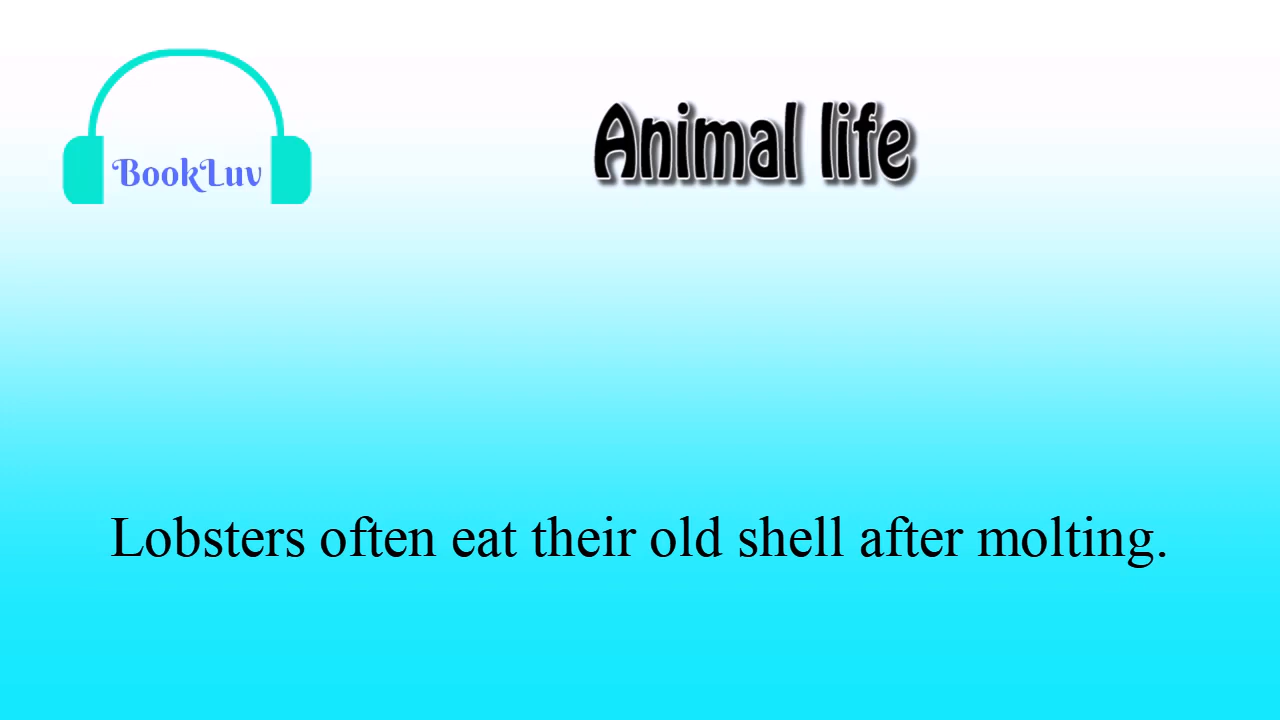 BookLuv
Animal life
Lobsters often eat their old shell after molting.